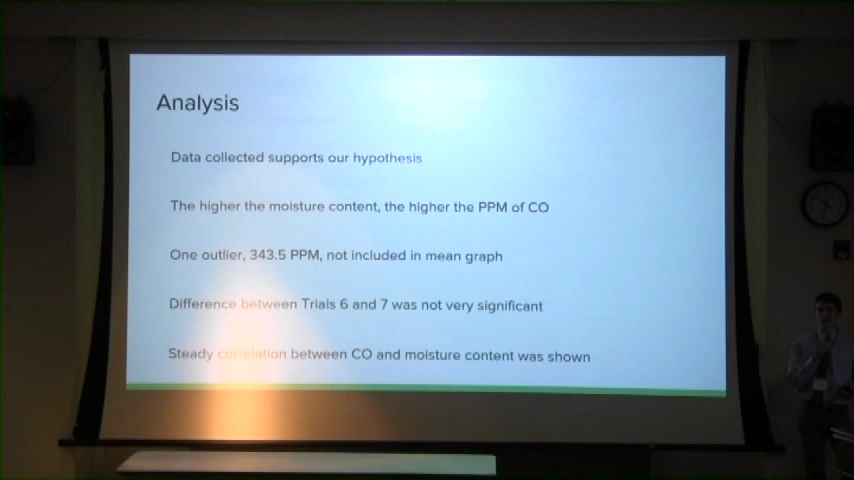 Analysis
Data collected supports our hypothesis
The higher the moisture content, the higher the PPM of CO
One outlier, 343.5 PPM, not included in mean graph
Difference between Trials 6 and 7 was not very significant
Steady correlation between CO and moisture content was shown